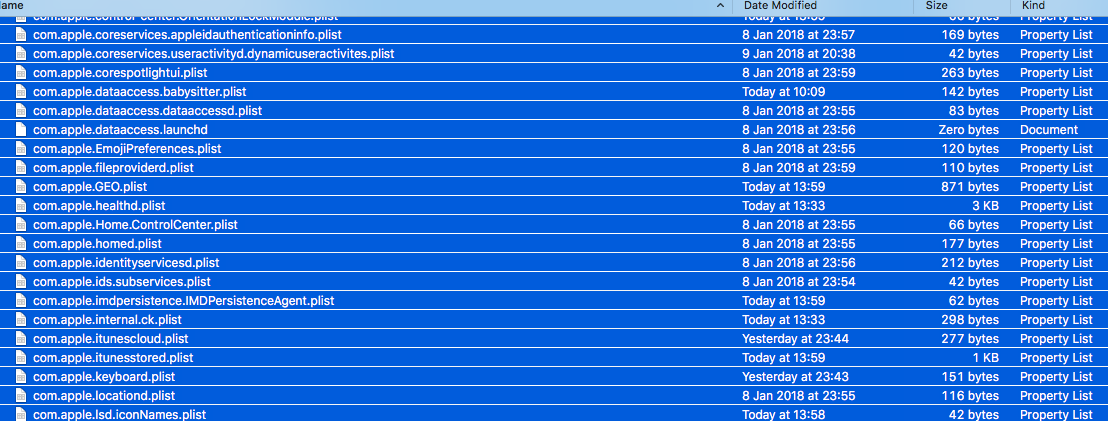 ame Date Modified Size Kind
com.apple.control-center.OrientationLockModule.plist Today at 13:59 66 bytes Property List
com.apple.coreservices.appleidauthenticationinfo.plist 8 Jan 2018 at 23:57 169 bytes Property List
com.apple.coreservices.useractivityd.dynamicuseractivites.plist 9 Jan 2018 at 20:38 42 bytes Property List
com.apple.corespotlightui.plist 8 Jan 2018 at 23:59 263 bytes Property List
com.apple.dataaccess.babysitter.plist Today at 10:09 142 bytes Property List
com.apple.dataaccess.dataaccessd.plist 8 Jan 2018 at 23:55 83 bytes Property List
com.apple.dataaccess.launchd 8 Jan 2018 at 23:56 Zero bytes Document
com.apple.EmojiPreferences.plist 8 Jan 2018 at 23:55 120 bytes Property List
com.apple.fileproviderd.plist 8 Jan 2018 at 23:59 110 bytes Property List
com.apple.GEO.plist Today at 13:59 871 bytes Property List
com.apple.healthd.plist Today at 13:33 3 KB Property List
com.apple.Home.ControlCenter.plist 8 Jan 2018 at 23:55 66 bytes Property List
com.apple.homed.plist 8 Jan 2018 at 23:55 177 bytes Property List
com.apple.identityservicesd.plist 8 Jan 2018 at 23:56 212 bytes Property List
com.apple.ids.subservices.plist 8 Jan 2018 at 23:54 42 bytes Property List
com.apple.imdpersistence.IMDPersistenceAgent.plist Today at 13:59 62 bytes Property List
com.apple.internal.ck.plist Today at 13:33 298 bytes Property List
com.apple.itunescloud.plist Yesterday at 23:44 277 bytes Property List
com.apple.itunesstored.plist Today at 13:59 1 KB Property List
com.apple.keyboard.plist Yesterday at 23:43 151 bytes Property List
com.apple.locationd.plist 8 Jan 2018 at 23:55 116 bytes Property List
com.apple.lsd.iconNames.plist Today at 13:58 42 bytes Property List